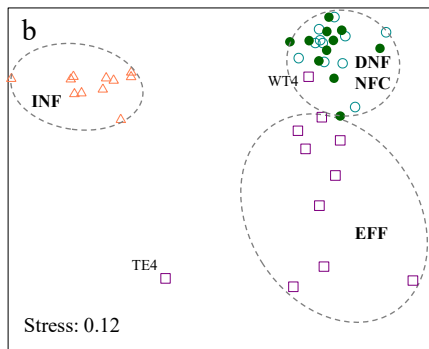 b
DNF
NFC
WT4
INF
EFF
TE4
Stress: 0.12